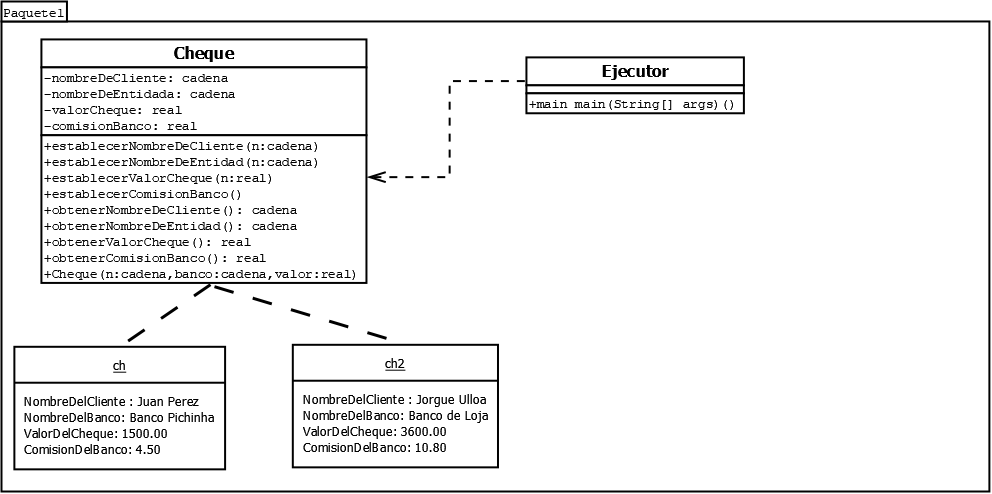 Paquete1
Cheque
-nombreDeCliente: cadena
-nombreDeEntidada: cadena
-valorCheque: real
-comisionBanco: real
+establecerNombreDeCliente(n:cadena)
+establecerNombreDeEntidad(n:cadena)
+establecerValorCheque(n:real)
+establecerComisionBanco()
+obtenerNombreDeCliente(): cadena
+obtenerNombreDeEntidad(): cadena
+obtenerValorCheque(): real
+obtenerComisionBanco(): real
+Cheque(n:cadena,banco:cadena,valor:real)
Ejecutor
+main main(String[] args)()
ch
NombreDelCliente : Juan Perez
NombreDelBanco: Banco Pichinha
ValorDelCheque: 1500.00
ComisionDelBanco: 4.50
ch2
NombreDelCliente : Jorgue Ulloa
NombreDelBanco: Banco de Loja
ValorDelCheque: 3600.00
ComisionDelBanco: 10.80